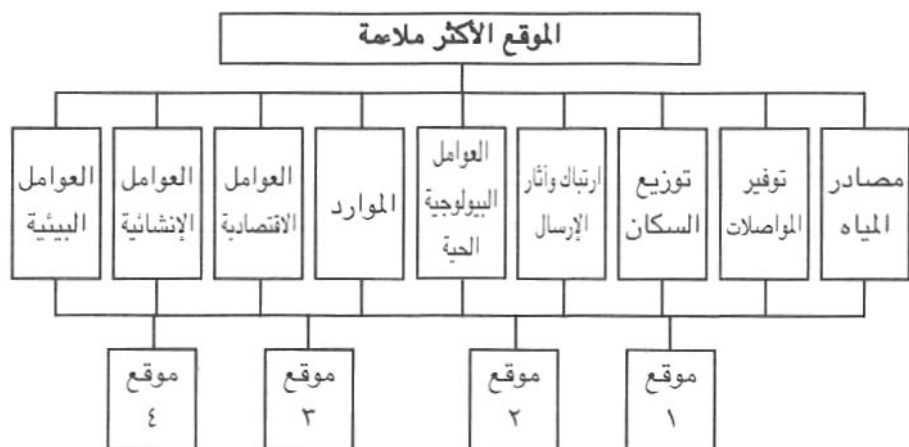 الموقع الأكثر ملاءمة
مصادر
المياه
توفير
المواصلات
توزيع
السكان
ارتباك وآثار
الإرسال
العوامل
البيولوجية
الحية
الموارد
العوامل
الاقتصادية
العوامل
الإنشائية
العوامل
البيئية
موقع
١
موقع
٢
موقع
٣
موقع
٤